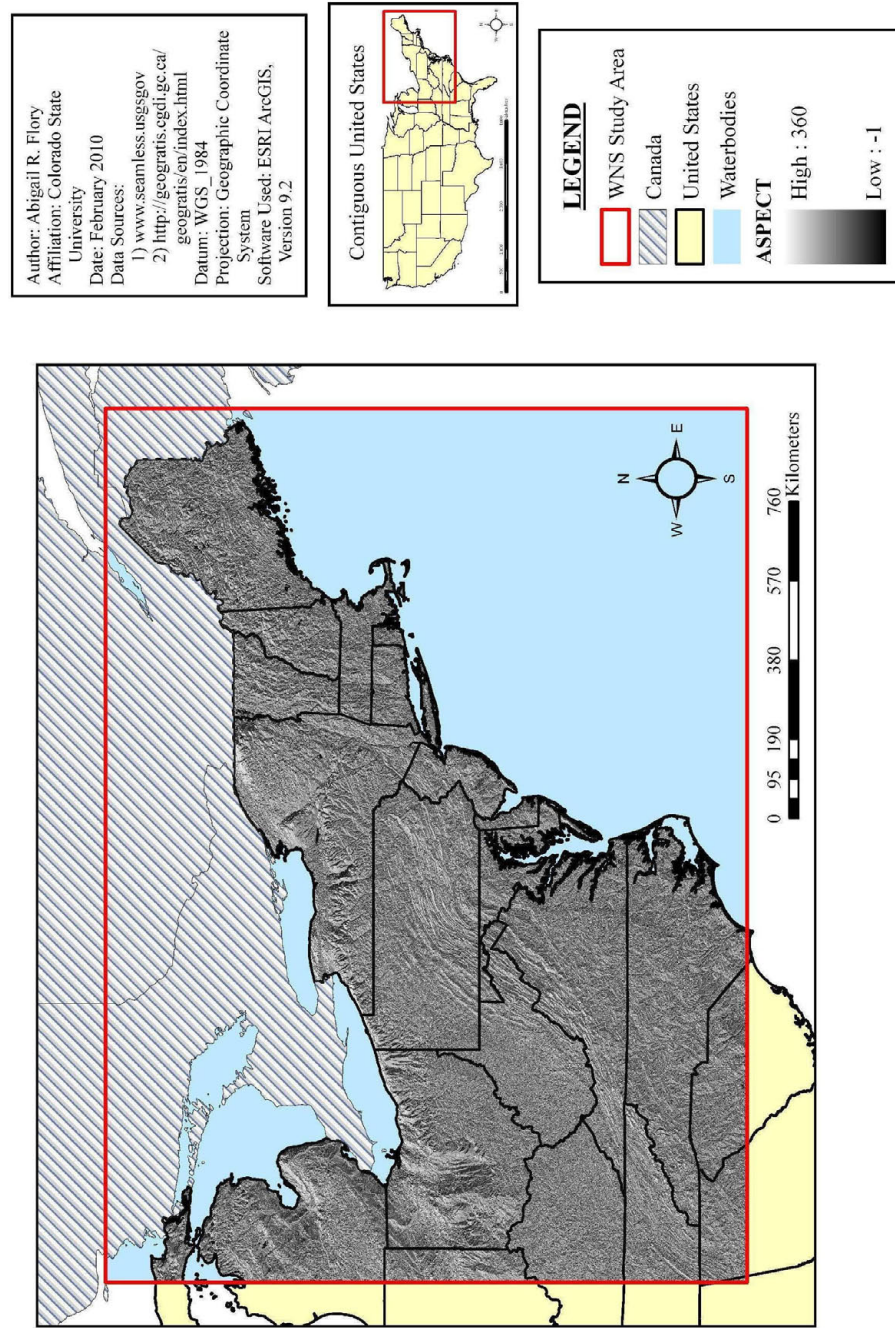 Author: Abigail R. Flory
Affiliation: Colorado State
University
Date: February 2010
Data Sources:
1) www.seamless.usgsgov
2) http://geogratis.cgdi.gc.ca/
geogratis/en/index.html
Datum: WGS_1984
Projection: Geographic Coordinate
System
Software Used: ESRI ArcGIS,
Version 9.2
Contiguous United States
LEGEND
WNS Study Area
Canada
United States
Waterbodies
ASPECT
High : 360
Low : -1
N
W E
S
0 95 190 380 570 760
Kilometers